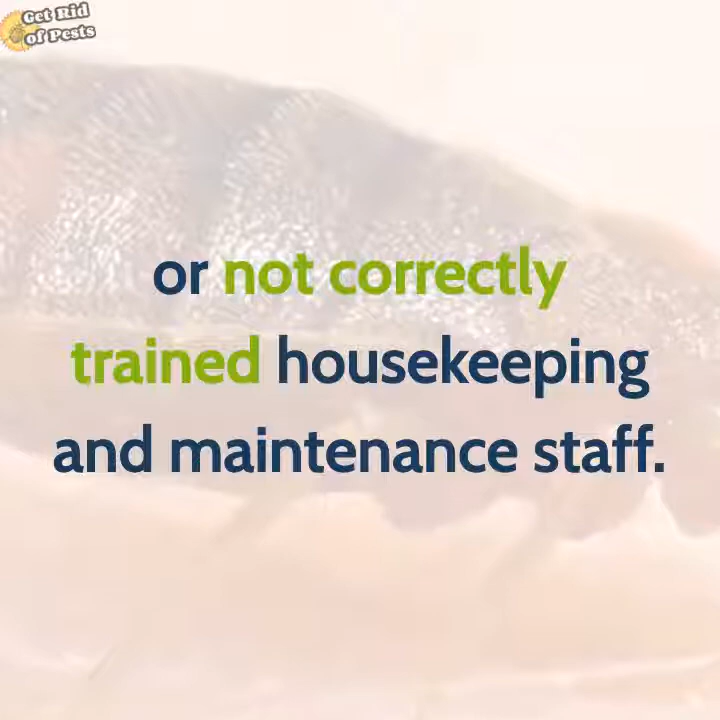 Get Rid
of Pests
or not correctly
trained housekeeping
and maintenance staff.